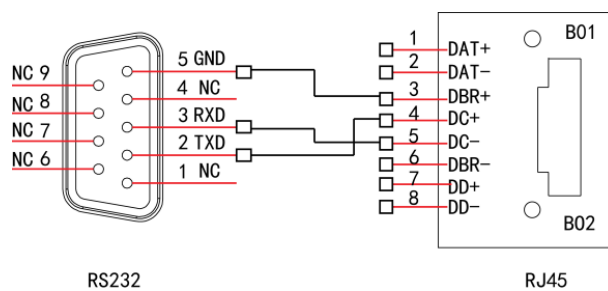 NC 9
NC 8
NC 7
NC 6
5 GND
4 NC
3 RXD
2 TXD
1 NC
RS232
1 DAT+
2 DAT-
3 DBR+
4 DC+
5 DC-
6 DBR-
7 DD+
8 DD-
B01
B02
RJ45